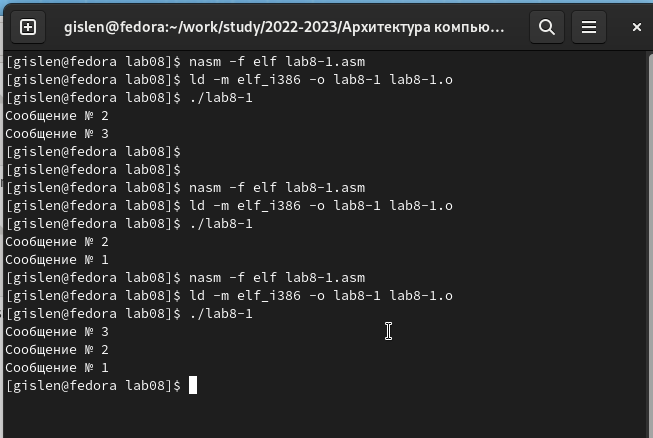 gislen@fedora:~/work/study/2022-2023/Архитектура компью...
[gislen@fedora lab08]$ nasm -f elf lab8-1.asm
[gislen@fedora lab08]$ ld -m elf_i386 -o lab8-1 lab8-1.o
[gislen@fedora lab08]$ ./lab8-1
Сообщение № 2
Сообщение № 3
[gislen@fedora lab08]$
[gislen@fedora lab08]$
[gislen@fedora lab08]$ nasm -f elf lab8-1.asm
[gislen@fedora lab08]$ ld -m elf_i386 -o lab8-1 lab8-1.o
[gislen@fedora lab08]$ ./lab8-1
Сообщение № 2
Сообщение № 1
[gislen@fedora lab08]$ nasm -f elf lab8-1.asm
[gislen@fedora lab08]$ ld -m elf_i386 -o lab8-1 lab8-1.o
[gislen@fedora lab08]$ ./lab8-1
Сообщение № 3
Сообщение № 2
Сообщение № 1
[gislen@fedora lab08]$